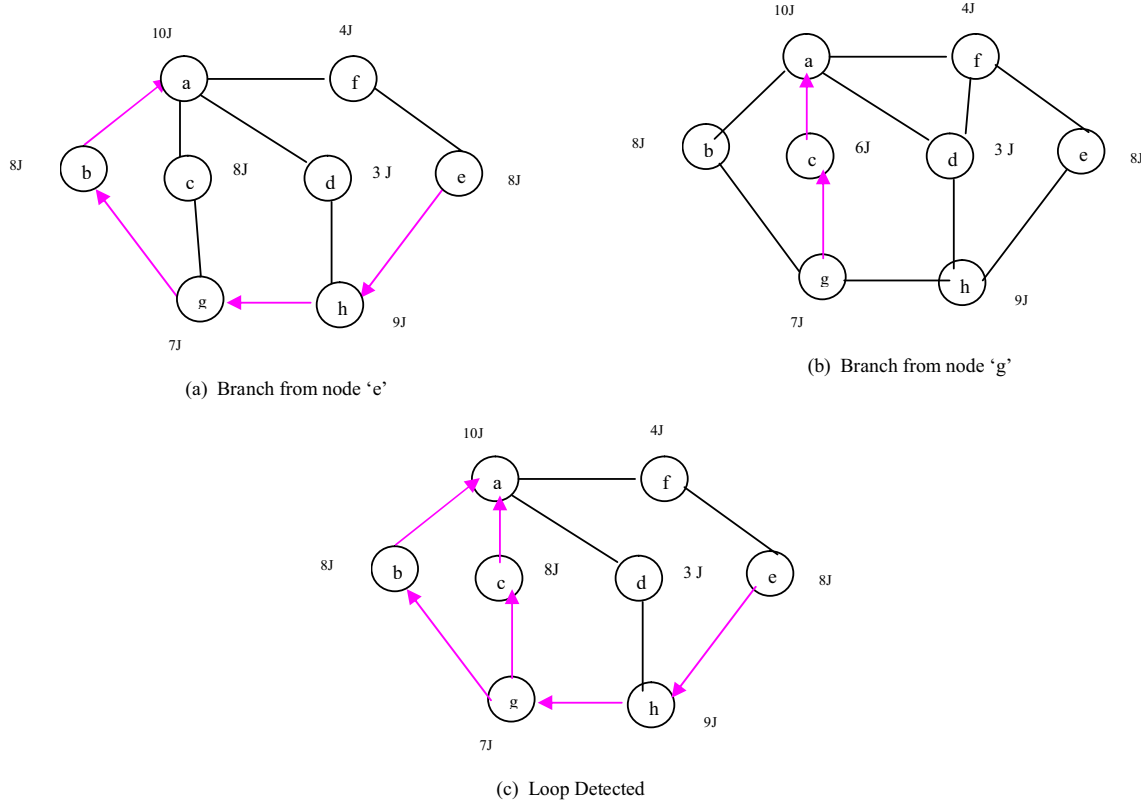 10J
4J
a
f
8J
b
c
8J
d
3 J
e
8J
g
h
7J
9J
(a) Branch from node ‘e’
10J
4J
a
f
8J
b
c
6J
d
3 J
e
8J
g
h
7J
9J
(b) Branch from node ‘g’
10J
4J
a
f
8J
b
c
8J
d
3 J
e
8J
g
h
7J
9J
(c) Loop Detected